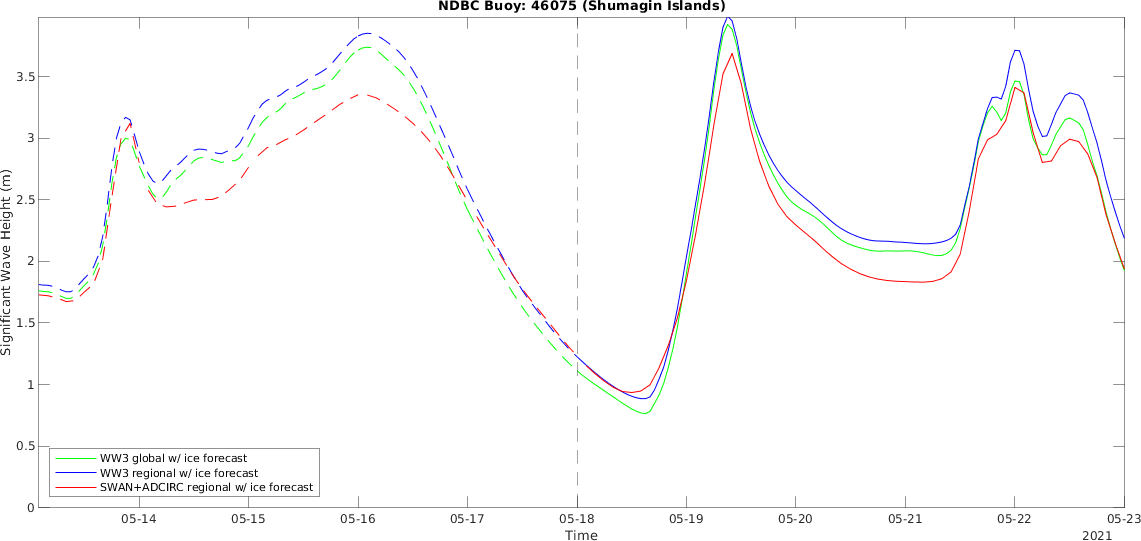 NDBC Buoy: 46075 (Shumagin Islands)
Significant Wave Height (m)
3.5
3
2.5
2
1.5
1
0.5
0
WW3 global w/ ice forecast
WW3 regional w/ ice forecast
SWAN+ADCIRC regional w/ ice forecast
05-14 05-15 05-16 05-17 05-18 05-19 05-20 05-21 05-22 05-23
Time
2021